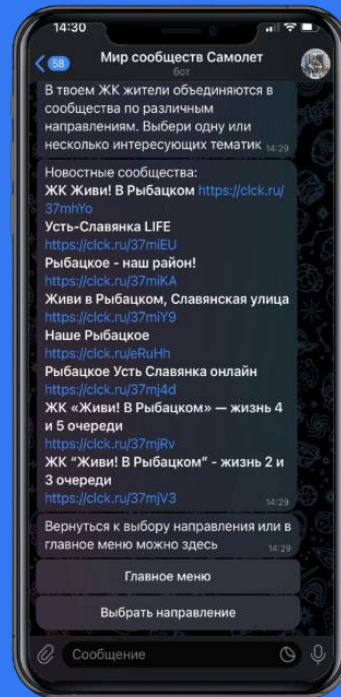 14:30
58
Мир сообществ Самолет
бот
В твоем ЖК жители объединяются в
сообщества по различным
направлениям. Выбери одну или
несколько интересующих тематик 14:29
Новостные сообщества:
ЖК Живи! В Рыбацком https://clck.ru/
37mhYo
Усть-Славянка LIFE
https://clck.ru/37miEU
Рыбацкое - наш район!
https://clck.ru/37miKA
Живи в Рыбацком, Славянская улица
https://clck.ru/37miY9
Наше Рыбацкое
https://clck.ru/eRuHh
Рыбацкое Усть Славянка онлайн
https://clck.ru/37mj4d
ЖК «Живи! В Рыбацком» — жизнь 4
и 5 очереди
https://clck.ru/37mjRv
ЖК “Живи! В Рыбацком” - жизнь 2 и
3 очереди
https://clck.ru/37mjV3 14:29
Вернуться к выбору направления или в
главное меню можно здесь 14:29
Главное меню
Выбрать направление
Сообщение